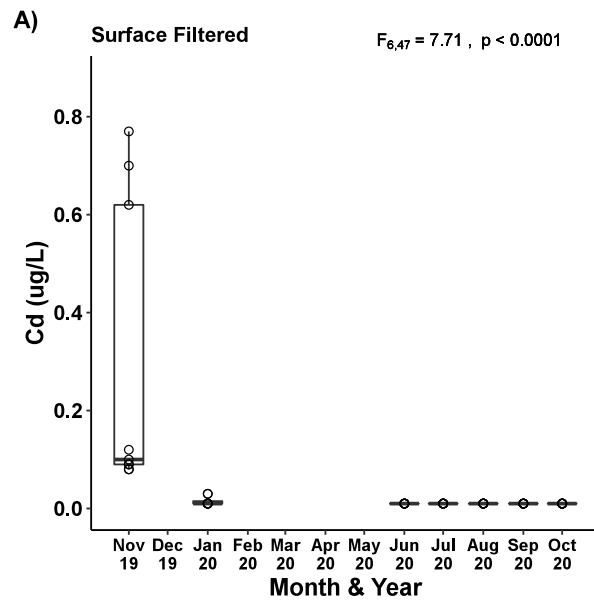 A)
Surface Filtered
F6,47 = 7.71 , p < 0.0001
0.8
0.6
0.4
0.2
0.0
Cd (ug/L)
Nov Dec Jan Feb Mar Apr May Jun Jul Aug Sep Oct
19 19 20 20 20 20 20 20 20 20 20 20
Month & Year